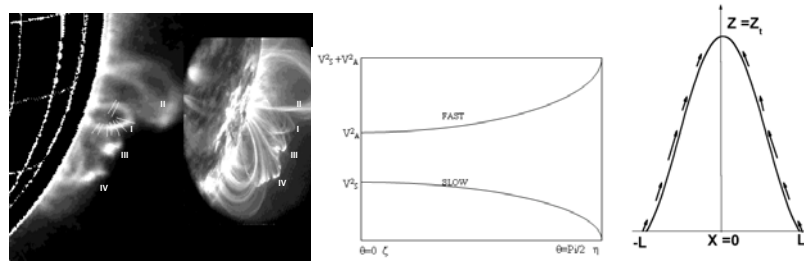 II
I
III
IV
II
I
III
IV
V²s + V²A
V²A
V²s
FAST
SLOW
θ=0 ζ
θ=Pi/2 η
Z =Zt
-L
X =0
L